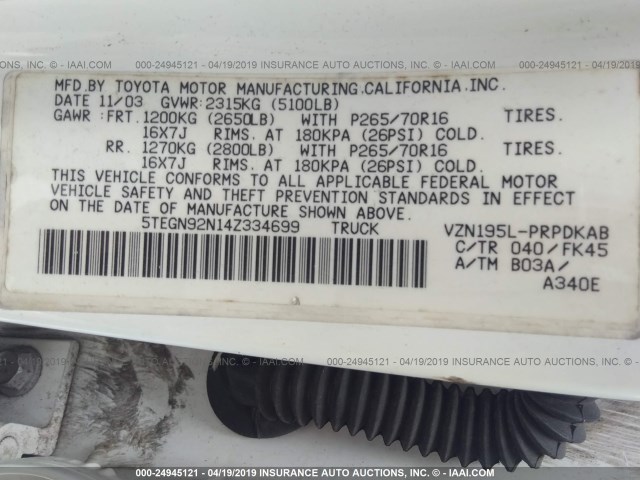 000-24945121 - 04/19/2019 INSURANCE AUTO AUCTIONS, INC. - © IAAI.COM
MFD.BY TOYOTA MOTOR MANUFACTURING.CALIFORNIA.INC.
DATE 11/03 GVWR:2315KG (5100LB)
GAWR :FRT.1200KG (2650LB) WITH P265/70R16 TIRES.
16X7J RIMS. AT 180KPA (26PSI) COLD.
RR. 1270KG (2800LB) WITH P265/70R16 TIRES.
16X7J RIMS. AT 180KPA (26PSI) COLD.
THIS VEHICLE CONFORMS TO ALL APPLICABLE FEDERAL MOTOR
VEHICLE SAFETY AND THEFT PREVENTION STANDARDS IN EFFECT
ON THE DATE OF MANUFACTURE SHOWN ABOVE.
5TEGN92N14Z334699 TRUCK VZN195L-PRPDKAB
C/TR 040/FK45
A/TM B03A/
A340E
000-24945121 - 04/19/2019 INSURANCE AUTO AUCTIONS, INC. - © IAAI.COM
000-24945121 - 04/19/2019 INSURANCE AUTO AUCTIONS, INC. - © IAAI.COM